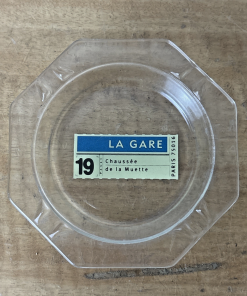 LA GARE
19
Chaussée
de la Muette
PARIS 75016